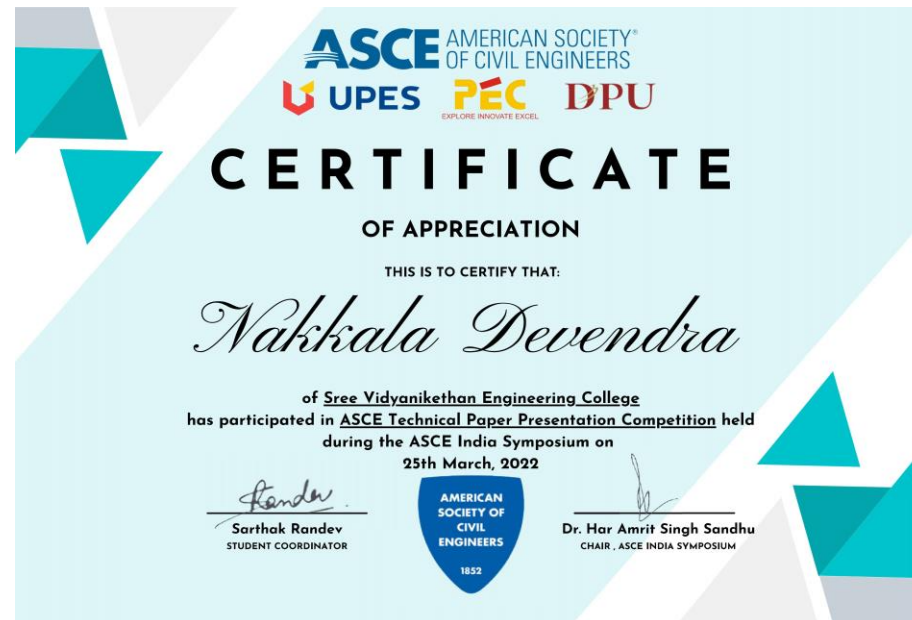 ASCE AMERICAN SOCIETY®
OF CIVIL ENGINEERS
UPES PEC DPU
EXPLORE INNOVATE EXCEL
CERTIFICATE
OF APPRECIATION
THIS IS TO CERTIFY THAT:
Nakkala Devendra
of Sree Vidyanikethan Engineering College
has participated in ASCE Technical Paper Presentation Competition held
during the ASCE India Symposium on
25th March, 2022
Randev
Sarthak Randev
STUDENT COORDINATOR
AMERICAN
SOCIETY OF
CIVIL
ENGINEERS
1852
Dr. Har Amrit Singh Sandhu
CHAIR , ASCE INDIA SYMPOSIUM